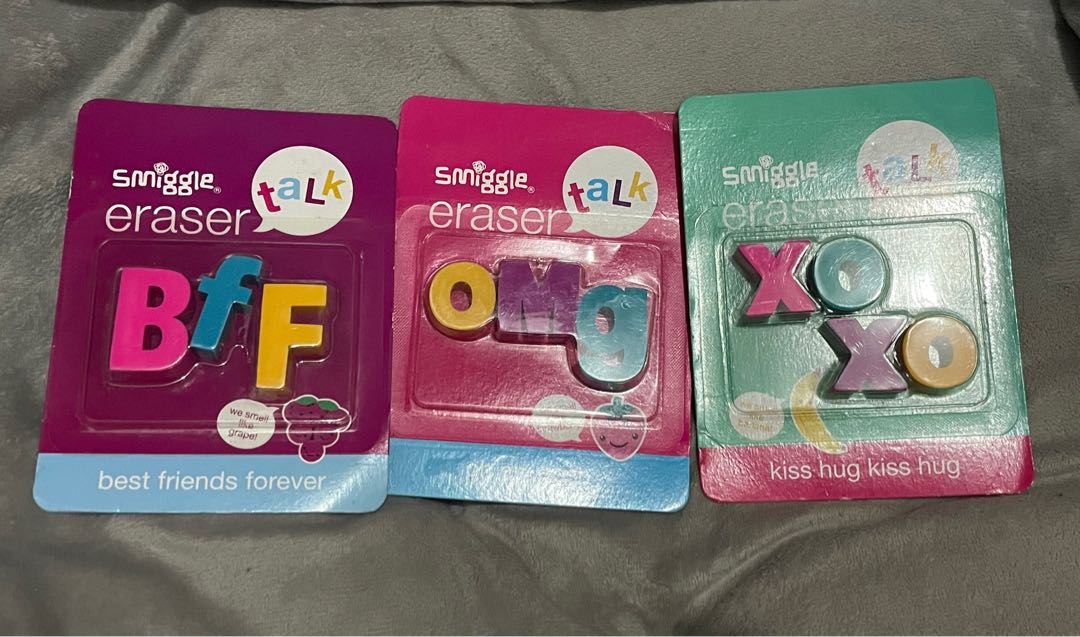 smiggle
eraser
talk
BfF
we smell
like
grape!
best friends forever
smiggle
eraser
talk
oMg
smiggle
eraser
talk
xo
xo
kiss hug kiss hug